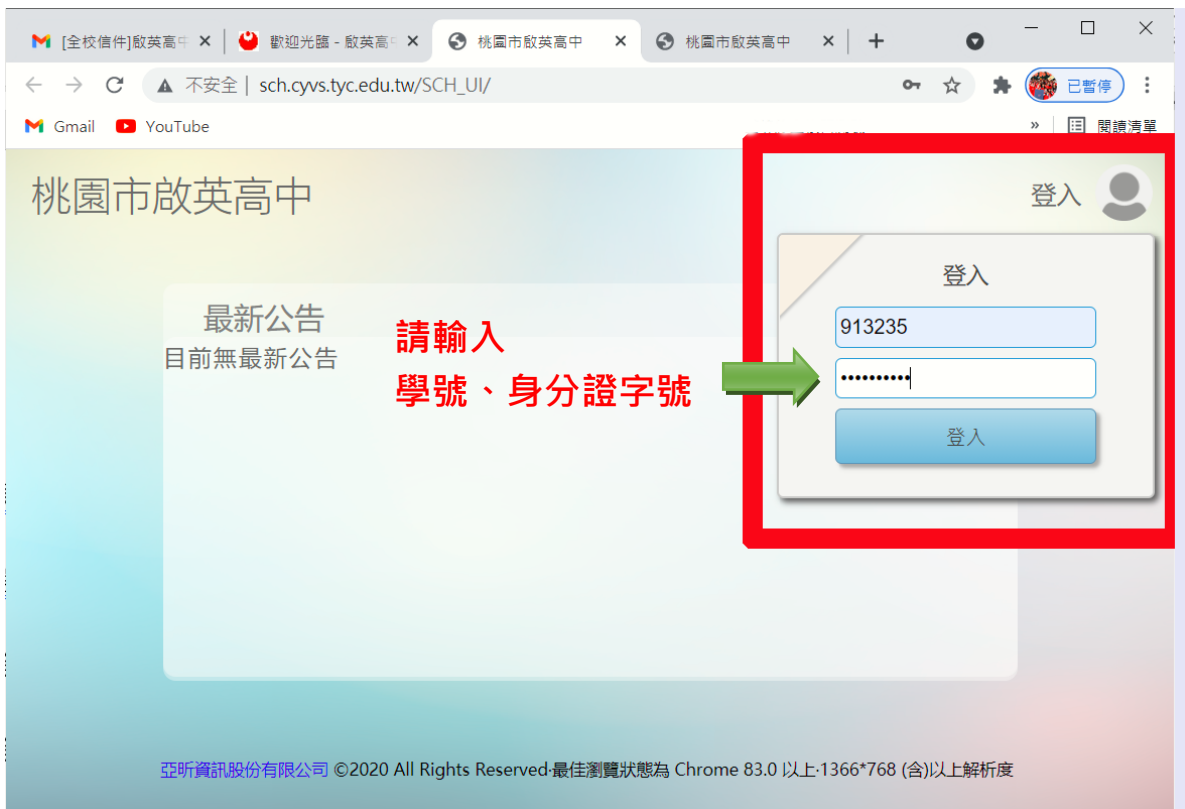 [全校信件]啟英高中
歡迎光臨 - 啟英高中
桃園市啟英高中
桃園市啟英高中
不安全 | sch.cyvs.tyc.edu.tw/SCH_UI/
已暫停
Gmail
YouTube
»
閱讀清單
桃園市啟英高中
登入
登入
913235
••••••••••
登入
最新公告
目前無最新公告
請輸入
學號、身分證字號
亞昕資訊股份有限公司 ©2020 All Rights Reserved·最佳瀏覽狀態為 Chrome 83.0 以上·1366*768 (含)以上解析度